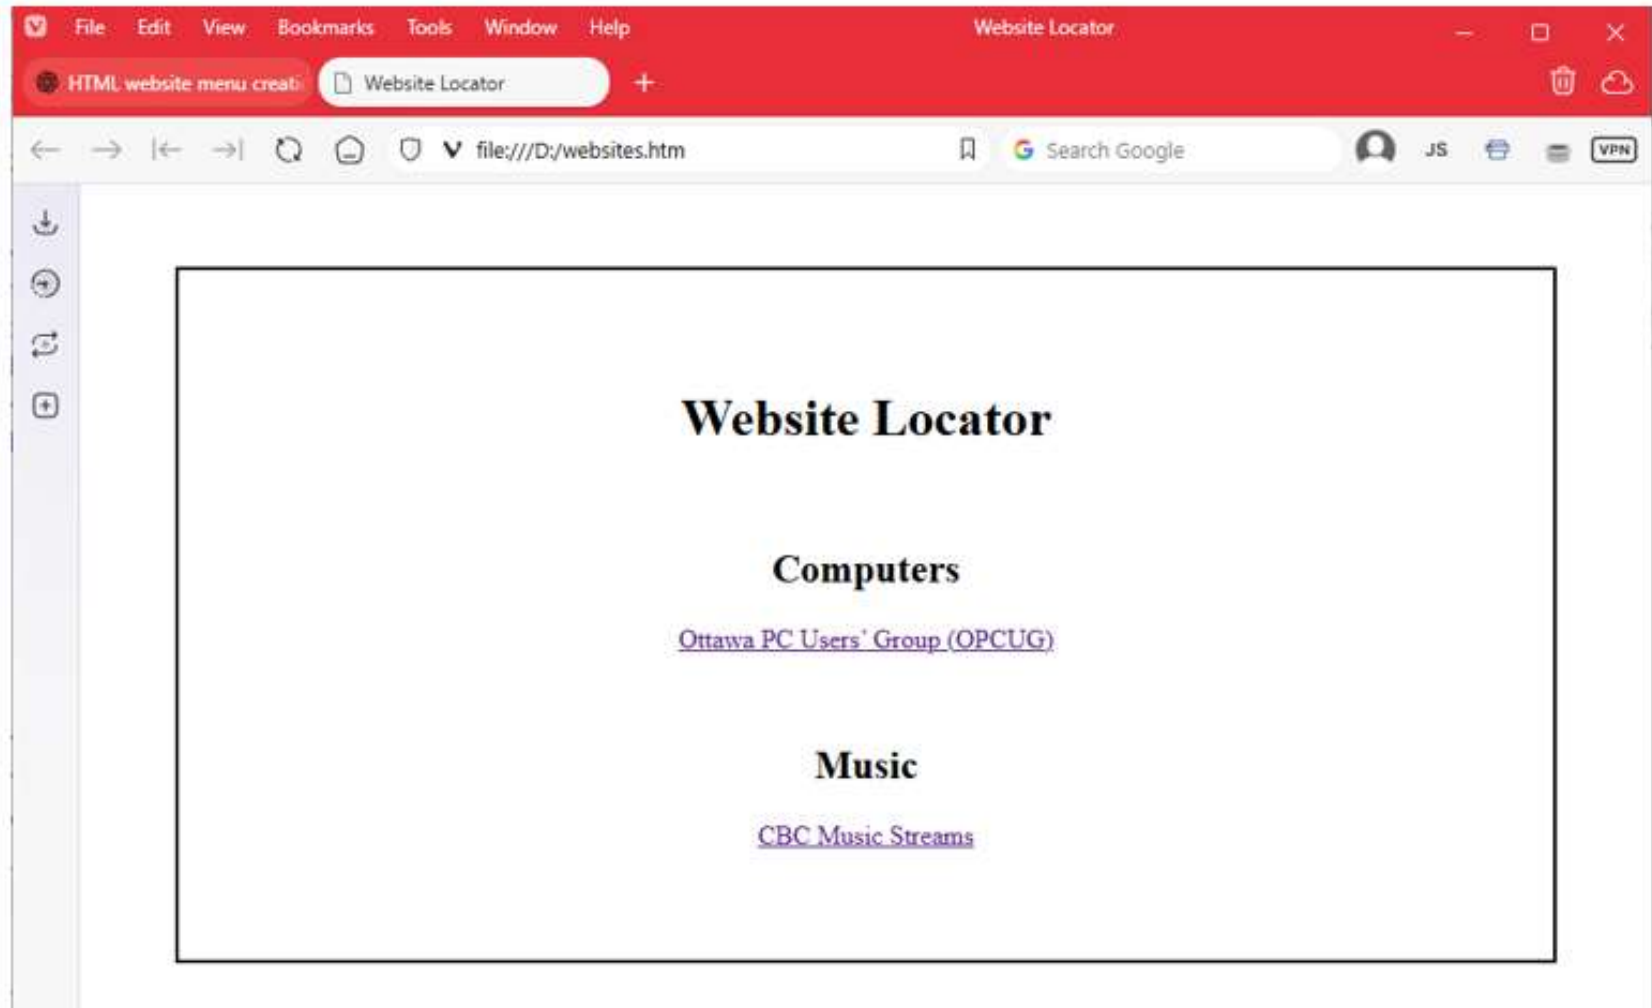 File Edit View Bookmarks Tools Window Help Website Locator
HTML website menu creati Website Locator
file:///D:/websites.htm Search Google JS VPN
Website Locator
Computers
Ottawa PC Users' Group (OPCUG)
Music
CBC Music Streams